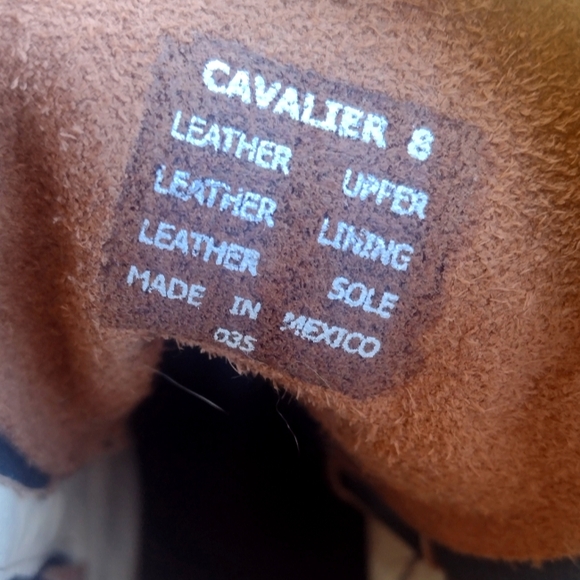 CAVALIER 8
LEATHER UPPER
LEATHER LINING
LEATHER SOLE
MADE IN MEXICO
035